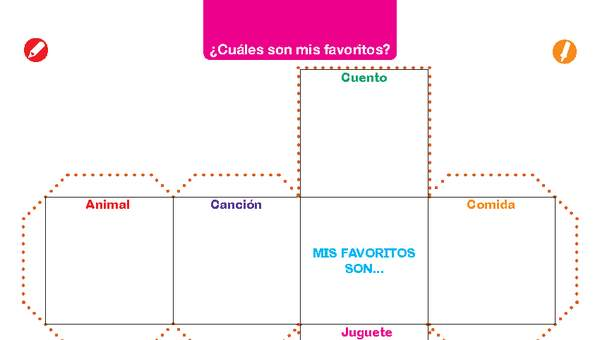 ¿Cuáles son mis favoritos?
Cuento
Animal
Canción
Comida
MIS FAVORITOS
SON...
Juguete